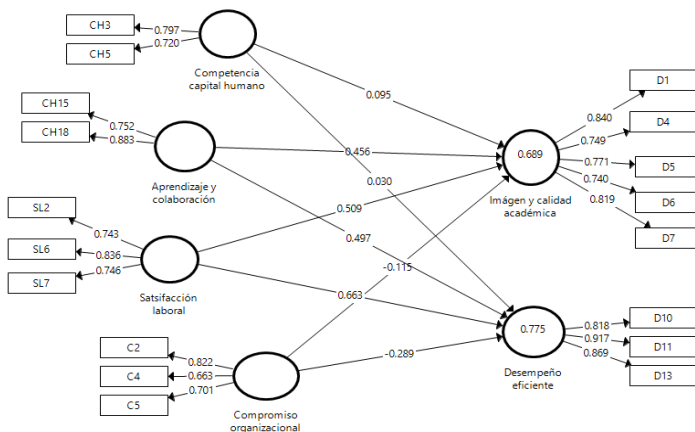 CH3
0.797
CH5
0.720
Competencia
capital humano
0.095
D1
0.840
D4
CH15
0.752
CH18
0.883
0.456
0.689
0.749
0.771
D5
0.740
D6
0.819
D7
Aprendizaje y
colaboración
0.030
Imágen y calidad
académica
SL2
0.743
0.509
SL6
0.836
0.497
SL7
0.746
-0.115
Satsifacción
laboral
0.663
0.775
0.818
D10
0.917
D11
0.869
D13
C2
0.822
-0.289
Desempeño
eficiente
C4
0.663
C5
0.701
Compromiso
organizacional